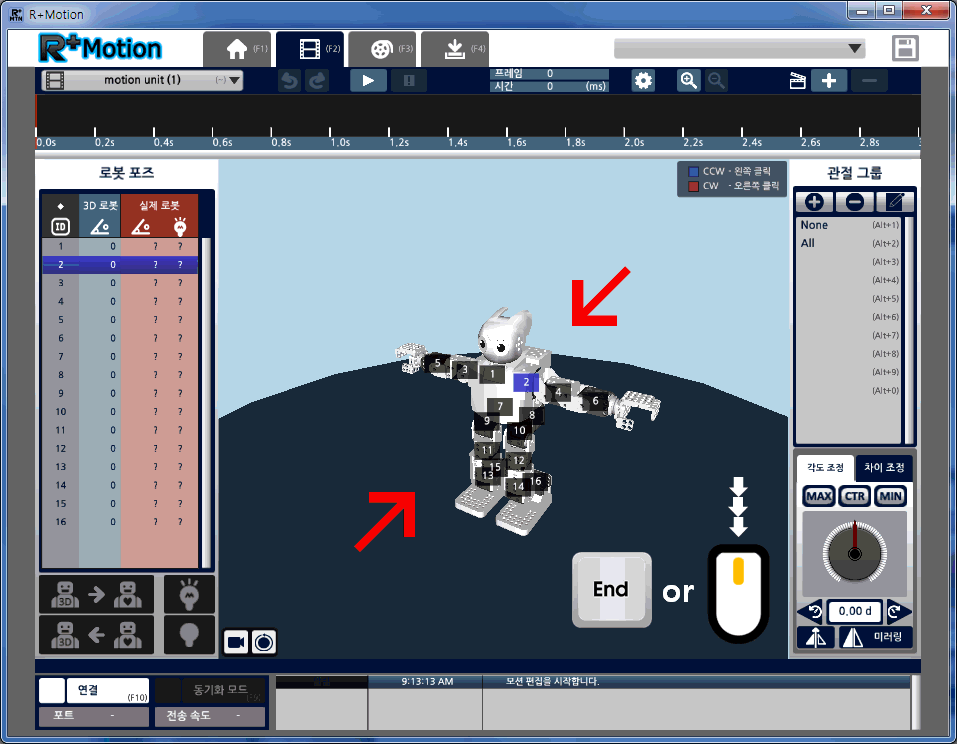 R+Motion
R+Motion (F1) (F2) (F3) (F4)
motion unit (1) (~)
프레임 0
시간 0 (ms)
0.0s 0.2s 0.4s 0.6s 0.8s 1.0s 1.2s 1.4s 1.6s 1.8s 2.0s 2.2s 2.4s 2.6s 2.8s
로봇 포즈
3D 로봇 실제 로봇
ID
1 0 ? ?
2 0 ? ?
3 0 ? ?
4 0 ? ?
5 0 ? ?
6 0 ? ?
7 0 ? ?
8 0 ? ?
9 0 ? ?
10 0 ? ?
11 0 ? ?
12 0 ? ?
13 0 ? ?
14 0 ? ?
15 0 ? ?
16 0 ? ?
3D
3D
CCW - 왼쪽 클릭
CW - 오른쪽 클릭
5 3 1 2 4 6
7 8
9 10
11 12
15 13 14 16
End or
관절 그룹
None (Alt+1)
All (Alt+2)
(Alt+3)
(Alt+4)
(Alt+5)
(Alt+6)
(Alt+7)
(Alt+8)
(Alt+9)
(Alt+0)
각도 조정 차이 조정
MAX CTR MIN
0.00 d
미러링
연결 (F10)
동기화 모드
포트 -
전송 속도 -
9:13:13 AM 모션 편집을 시작합니다.